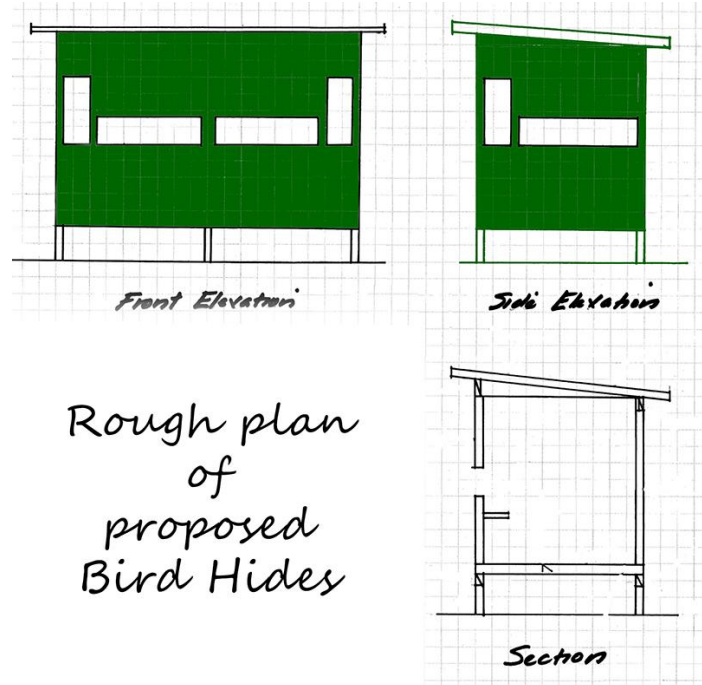 Front Elevation
Side Elevation
Rough plan
of
proposed
Bird Hides
Section